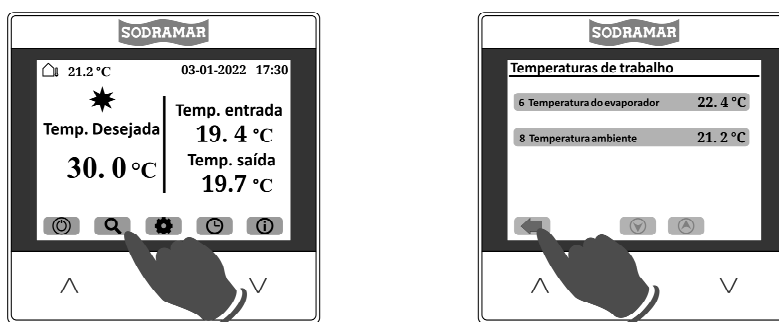 SODRAMAR
21.2 °C
03-01-2022 17:30
Temp. Desejada
30.0 °C
Temp. entrada
19.4 °C
Temp. saída
19.7 °C
SODRAMAR
Temperaturas de trabalho
6 Temperatura do evaporador 22.4 °C
8 Temperatura ambiente 21.2 °C